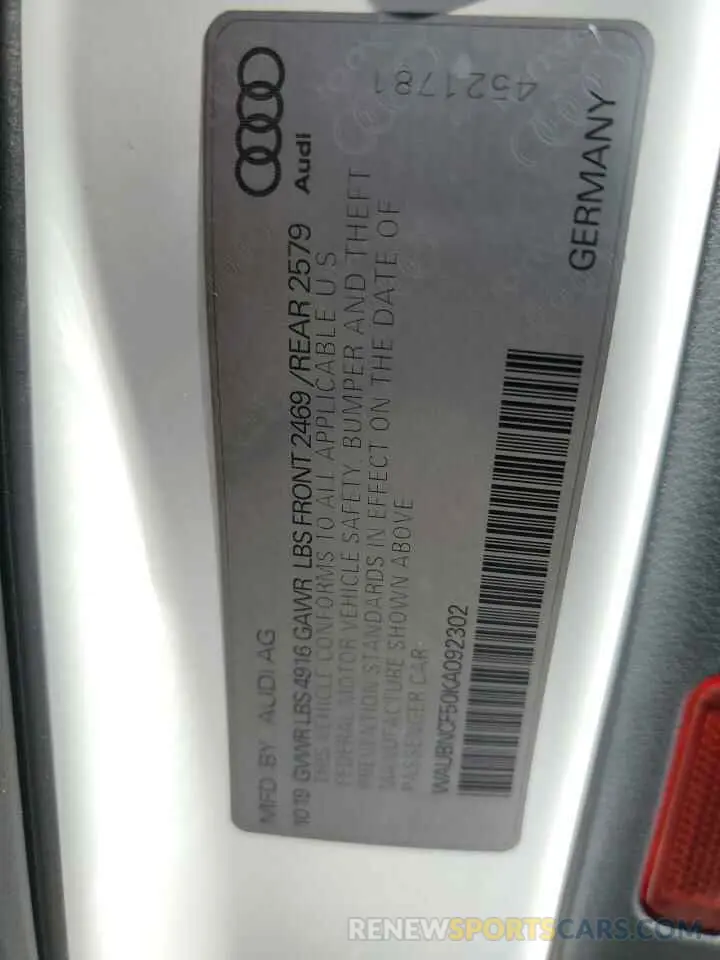 Audi
4521781
MFD BY AUDI AG
10 19 GVWR LBS 4916 GAWR LBS FRONT 2469 /REAR 2579
THIS VEHICLE CONFORMS TO ALL APPLICABLE U S
FEDERAL MOTOR VEHICLE SAFETY, BUMPER AND THEFT
PREVENTION STANDARDS IN EFFECT ON THE DATE OF
MANUFACTURE SHOWN ABOVE
PASSENGER CAR
WAUBNCF50KA092302
GERMANY
RENEWSPORTSCARS.COM